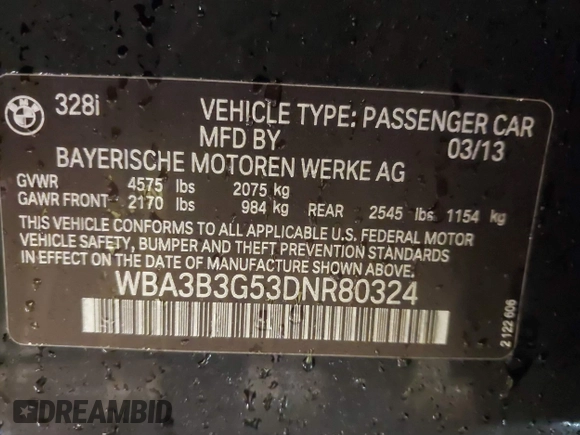 BMW 328i VEHICLE TYPE: PASSENGER CAR
MFD BY 03/13
BAYERISCHE MOTOREN WERKE AG
GVWR 4575 lbs 2075 kg
GAWR FRONT 2170 lbs 984 kg REAR 2545 lbs 1154 kg
THIS VEHICLE CONFORMS TO ALL APPLICABLE U.S. FEDERAL MOTOR
VEHICLE SAFETY, BUMPER AND THEFT PREVENTION STANDARDS
IN EFFECT ON THE DATE OF MANUFACTURE SHOWN ABOVE.
WBA3B3G53DNR80324
2 122 606
DREAMBID